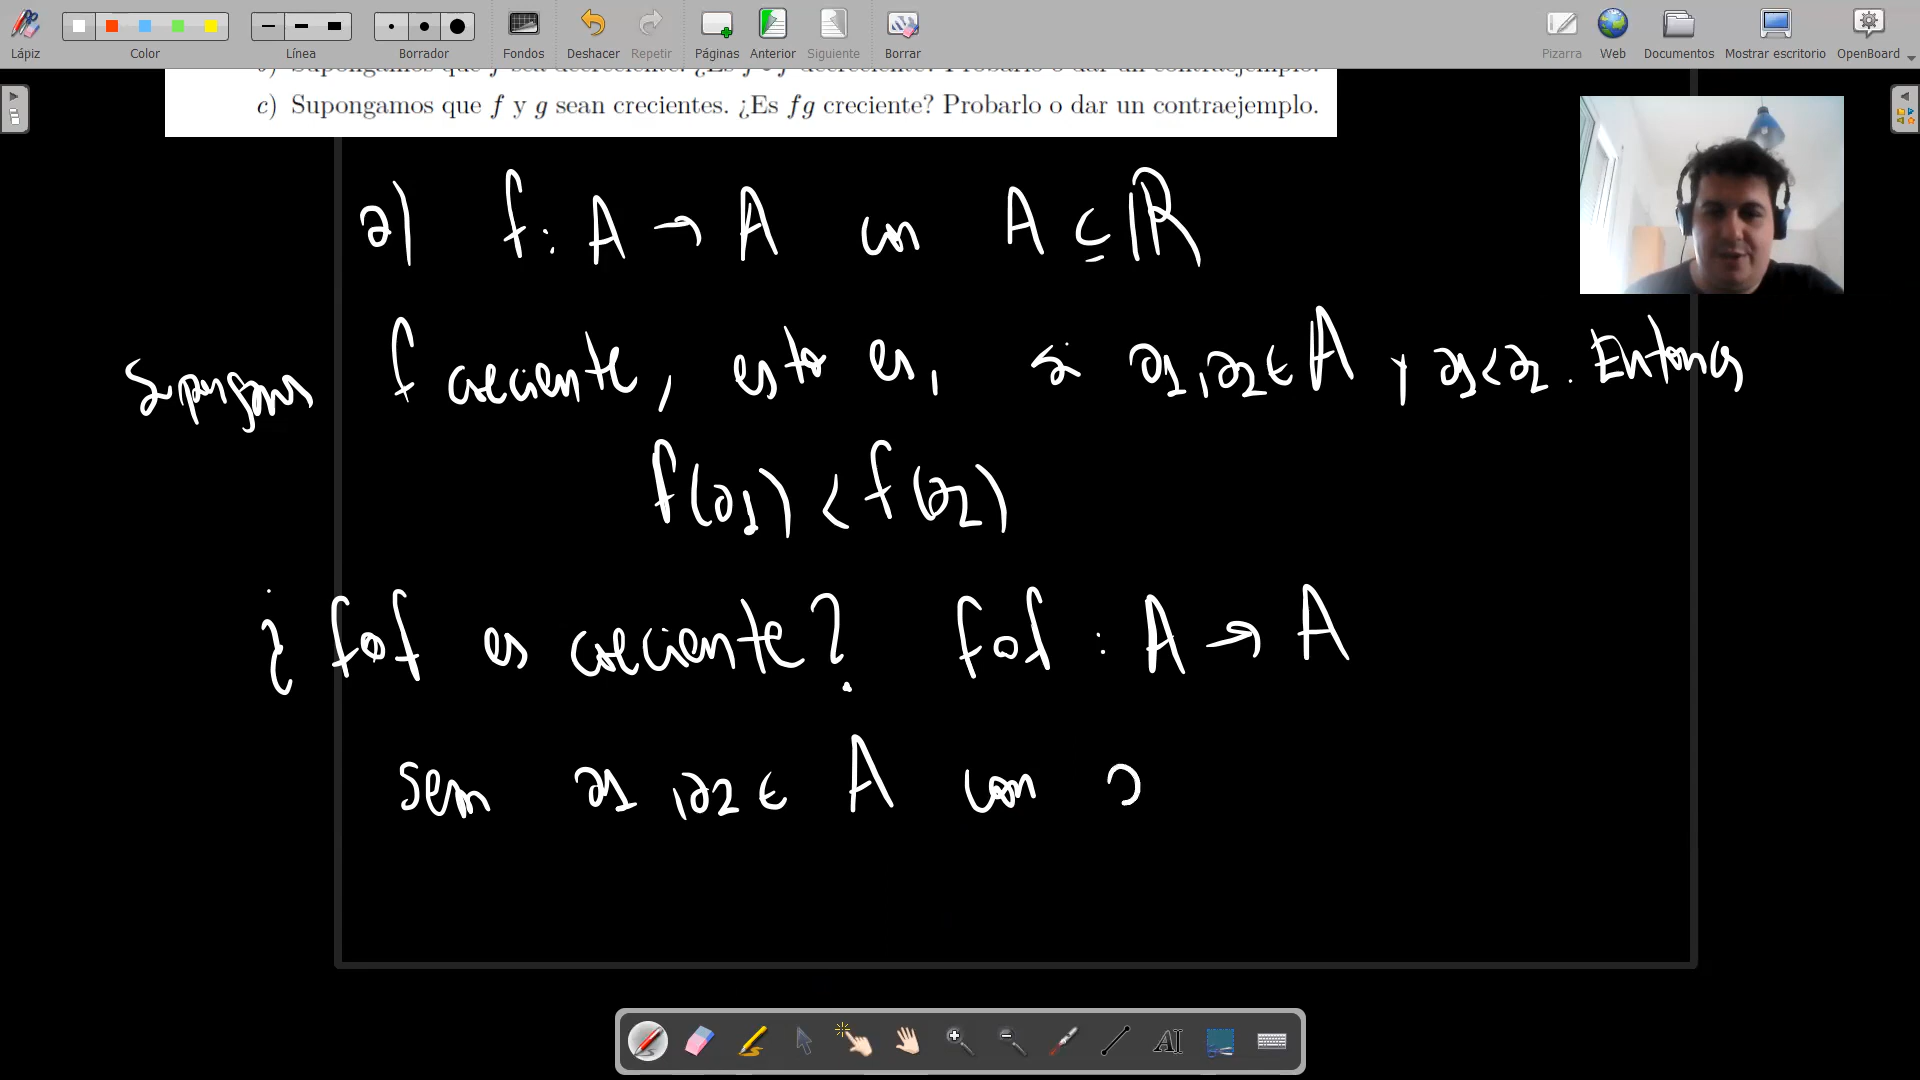 Lápiz Color Línea Borrador Fondos Deshacer Repetir Páginas Anterior Siguiente Borrar Pizarra Web Documentos Mostrar escritorio OpenBoard
c) Supongamos que f y g sean crecientes. ¿Es fg creciente? Probarlo o dar un contraejemplo.
a) f: A → A con A ⊆ ℝ
Supongamos f creciente, esto es, si a1, a2 ∈ A y a1 < a2. Entonces
f(a1) < f(a2)
¿ f∘f es creciente? f∘f : A → A
Sean a1, a2 ∈ A con a